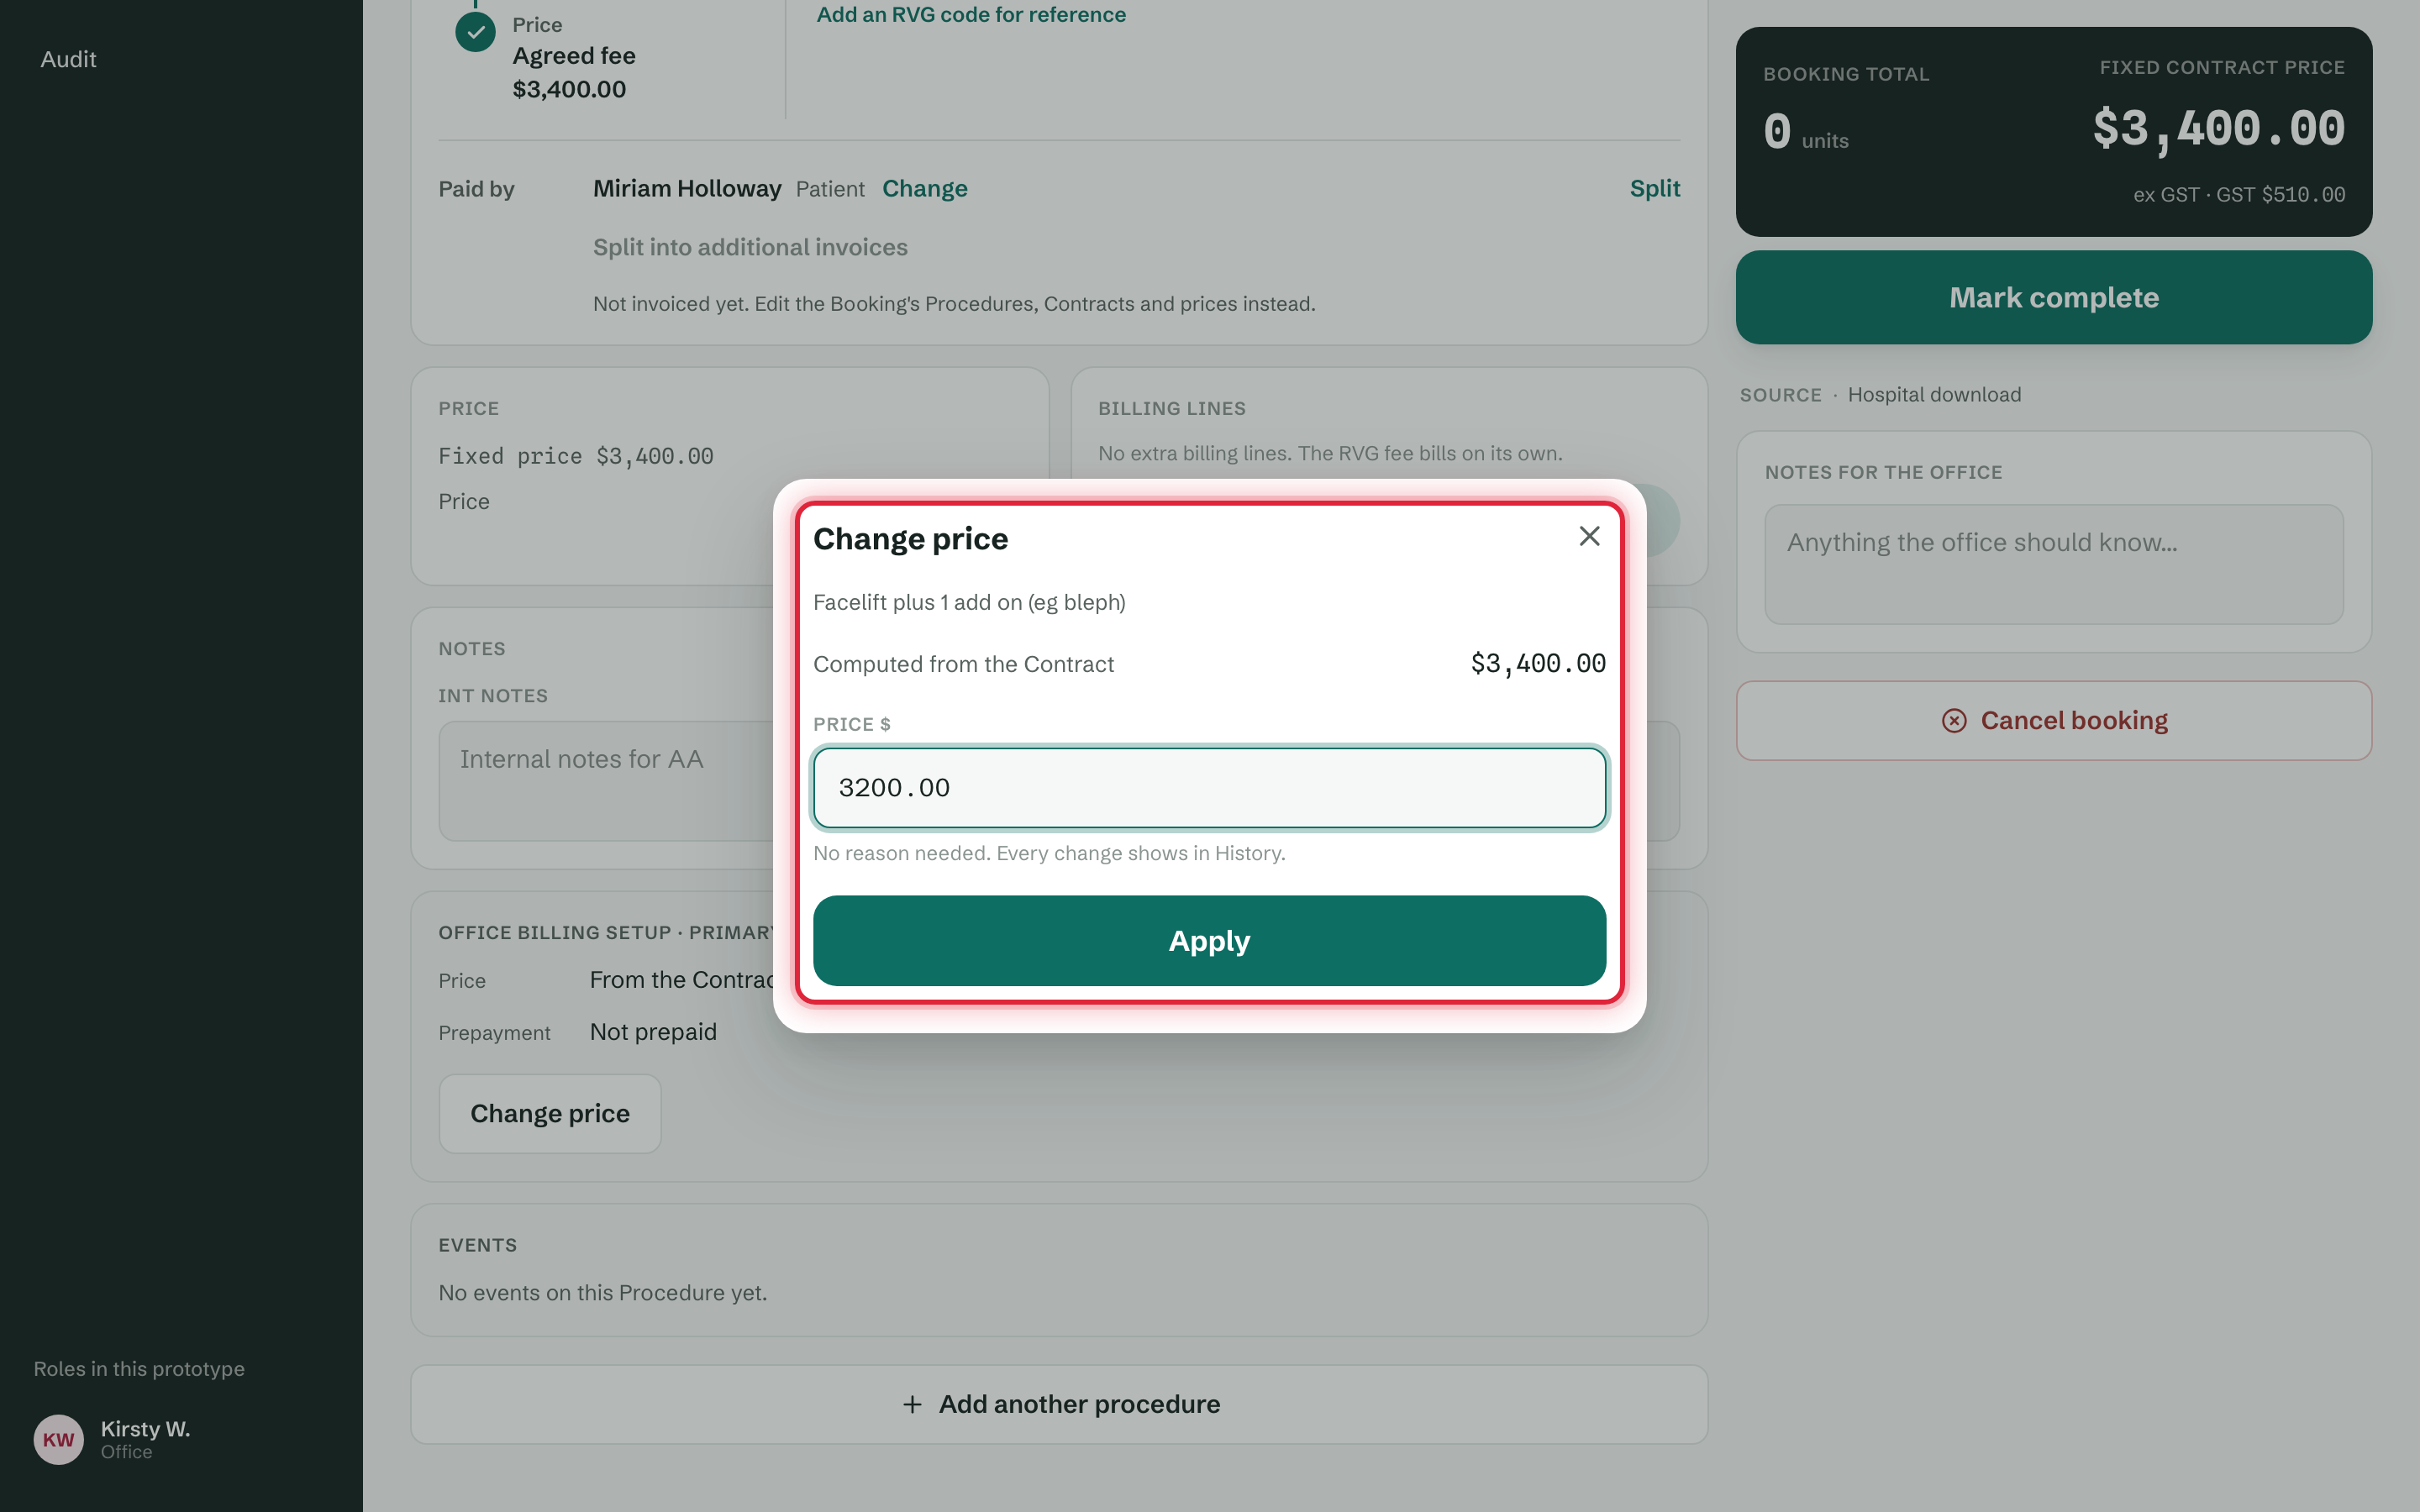 Audit
Roles in this prototype
KW
Kirsty W.
Office
Price
Agreed fee
$3,400.00
Add an RVG code for reference
Paid by
Miriam Holloway Patient Change
Split
Split into additional invoices
Not invoiced yet. Edit the Booking's Procedures, Contracts and prices instead.
PRICE
Fixed price $3,400.00
Price
BILLING LINES
No extra billing lines. The RVG fee bills on its own.
NOTES
INT NOTES
Internal notes for AA
OFFICE BILLING SETUP · PRIMARY
Price
From the Contrac
Prepayment
Not prepaid
Change price
EVENTS
No events on this Procedure yet.
+ Add another procedure
Change price
Facelift plus 1 add on (eg bleph)
Computed from the Contract
$3,400.00
PRICE $
3200.00
No reason needed. Every change shows in History.
Apply
BOOKING TOTAL
0 units
FIXED CONTRACT PRICE
$3,400.00
ex GST · GST $510.00
Mark complete
SOURCE · Hospital download
NOTES FOR THE OFFICE
Anything the office should know...
Cancel booking